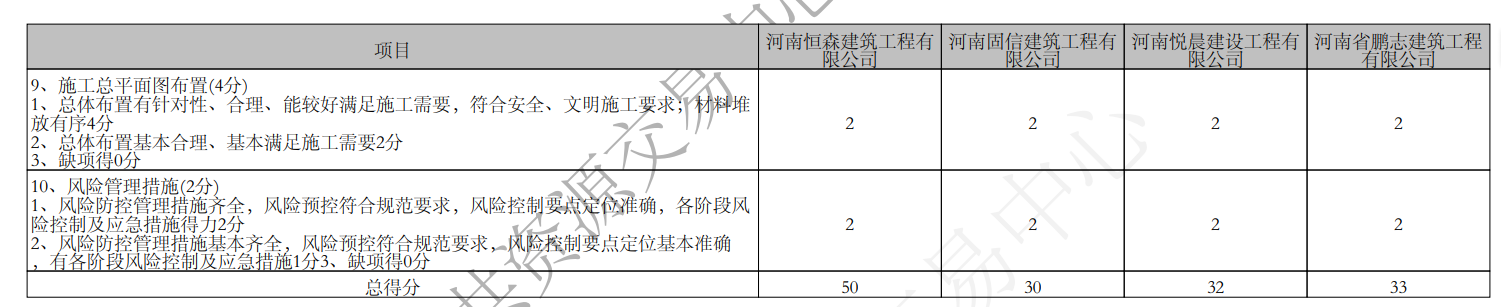 项目
河南恒森建筑工程有
限公司
河南固信建筑工程有
限公司
河南悦晨建设工程有
限公司
河南省鹏志建筑工程
有限公司
9、施工总平面图布置(4分)
1、总体布置有针对性、合理、能较好满足施工需要，符合安全、文明施工要求；材料堆
放有序4分
2、总体布置基本合理、基本满足施工需要2分
3、缺项得0分
2
2
2
2
10、风险管理措施(2分)
1、风险防控管理措施齐全，风险预控符合规范要求，风险控制要点定位准确，各阶段风
险控制及应急措施得力2分
2、风险防控管理措施基本齐全，风险预控符合规范要求，风险控制要点定位基本准确
，有各阶段风险控制及应急措施1分3、缺项得0分
2
2
2
2
总得分
50
30
32
33
共资源交易中心
易中心